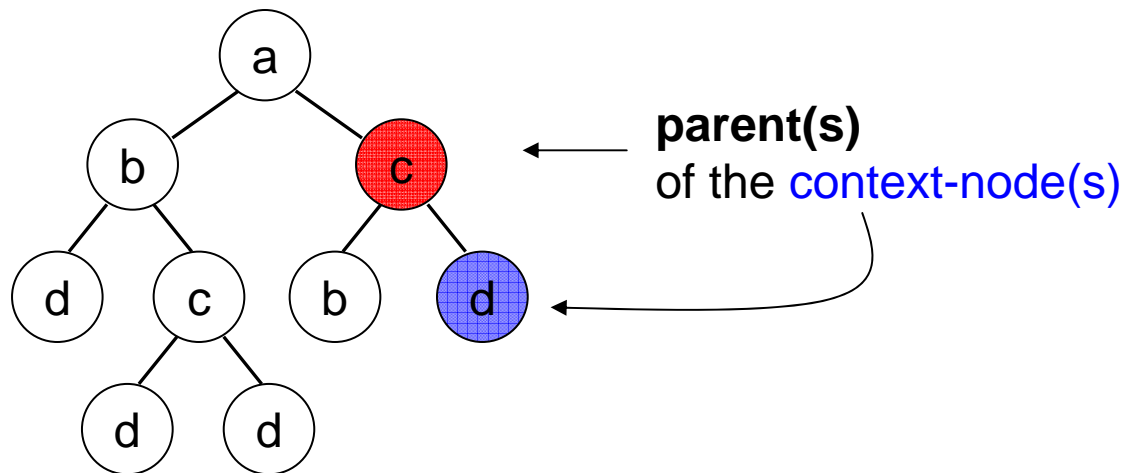 a
b
c
parent(s)
of the context-node(s)
d
c
b
d
d
d